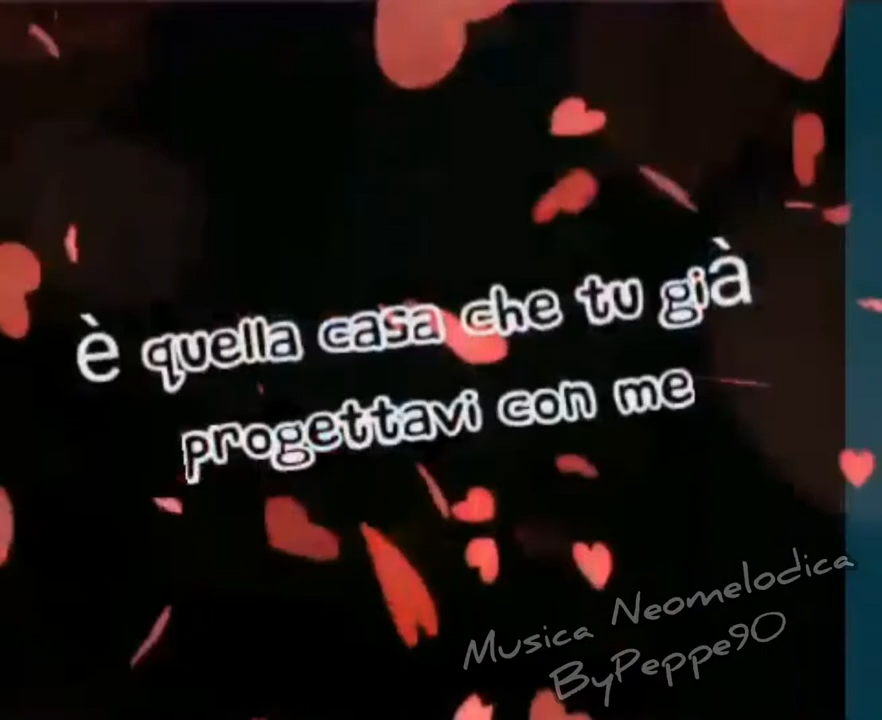 è quella casa che tu già
progettavi con me
Musica Neomelodica
ByPeppe90